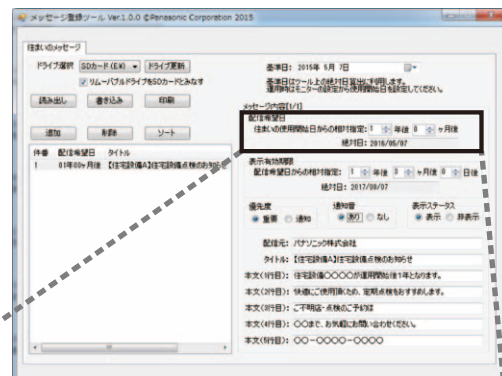 メッセージ登録ツール Ver.1.0.0 ©Panasonic Corporation 2015
住まいのメッセージ
ドライブ選択 SDカード(E:¥) ドライブ更新
リムーバブルドライブをSDカードとみなす
読み出し 書き込み 印刷
追加 削除 ソート
件番 配信希望日 タイトル
1 01年00ヶ月後 【住宅設備A】住宅設備点検のお知らせ
基準日: 2015年 5月 7日
基準日はツール上の絶対日算出に利用します。
運用時はモニターの設定から使用開始日を設定してください。
メッセージ内容[1/1]
配信希望日
住まいの使用開始日からの相対指定: 1 年後 0 ヶ月後
絶対日: 2016/05/07
表示有効期限
配信希望日からの相対指定: 1 年後 3 ヶ月後 0 日後
絶対日: 2017/08/07
優先度 通知音 表示ステータス
重要 通知 あり なし 表示 非表示
配信元: パナソニック株式会社
タイトル: 【住宅設備A】住宅設備点検のお知らせ
本文(1行目): 住宅設備〇〇〇〇が運用開始後1年となります。
本文(2行目): 快適にご使用頂くため、定期点検をおすすめします。
本文(3行目): ご不明点・点検のご予約は
本文(4行目): 〇〇まで、お気軽にお問い合わせください。
本文(5行目): 〇〇-〇〇〇〇-〇〇〇〇